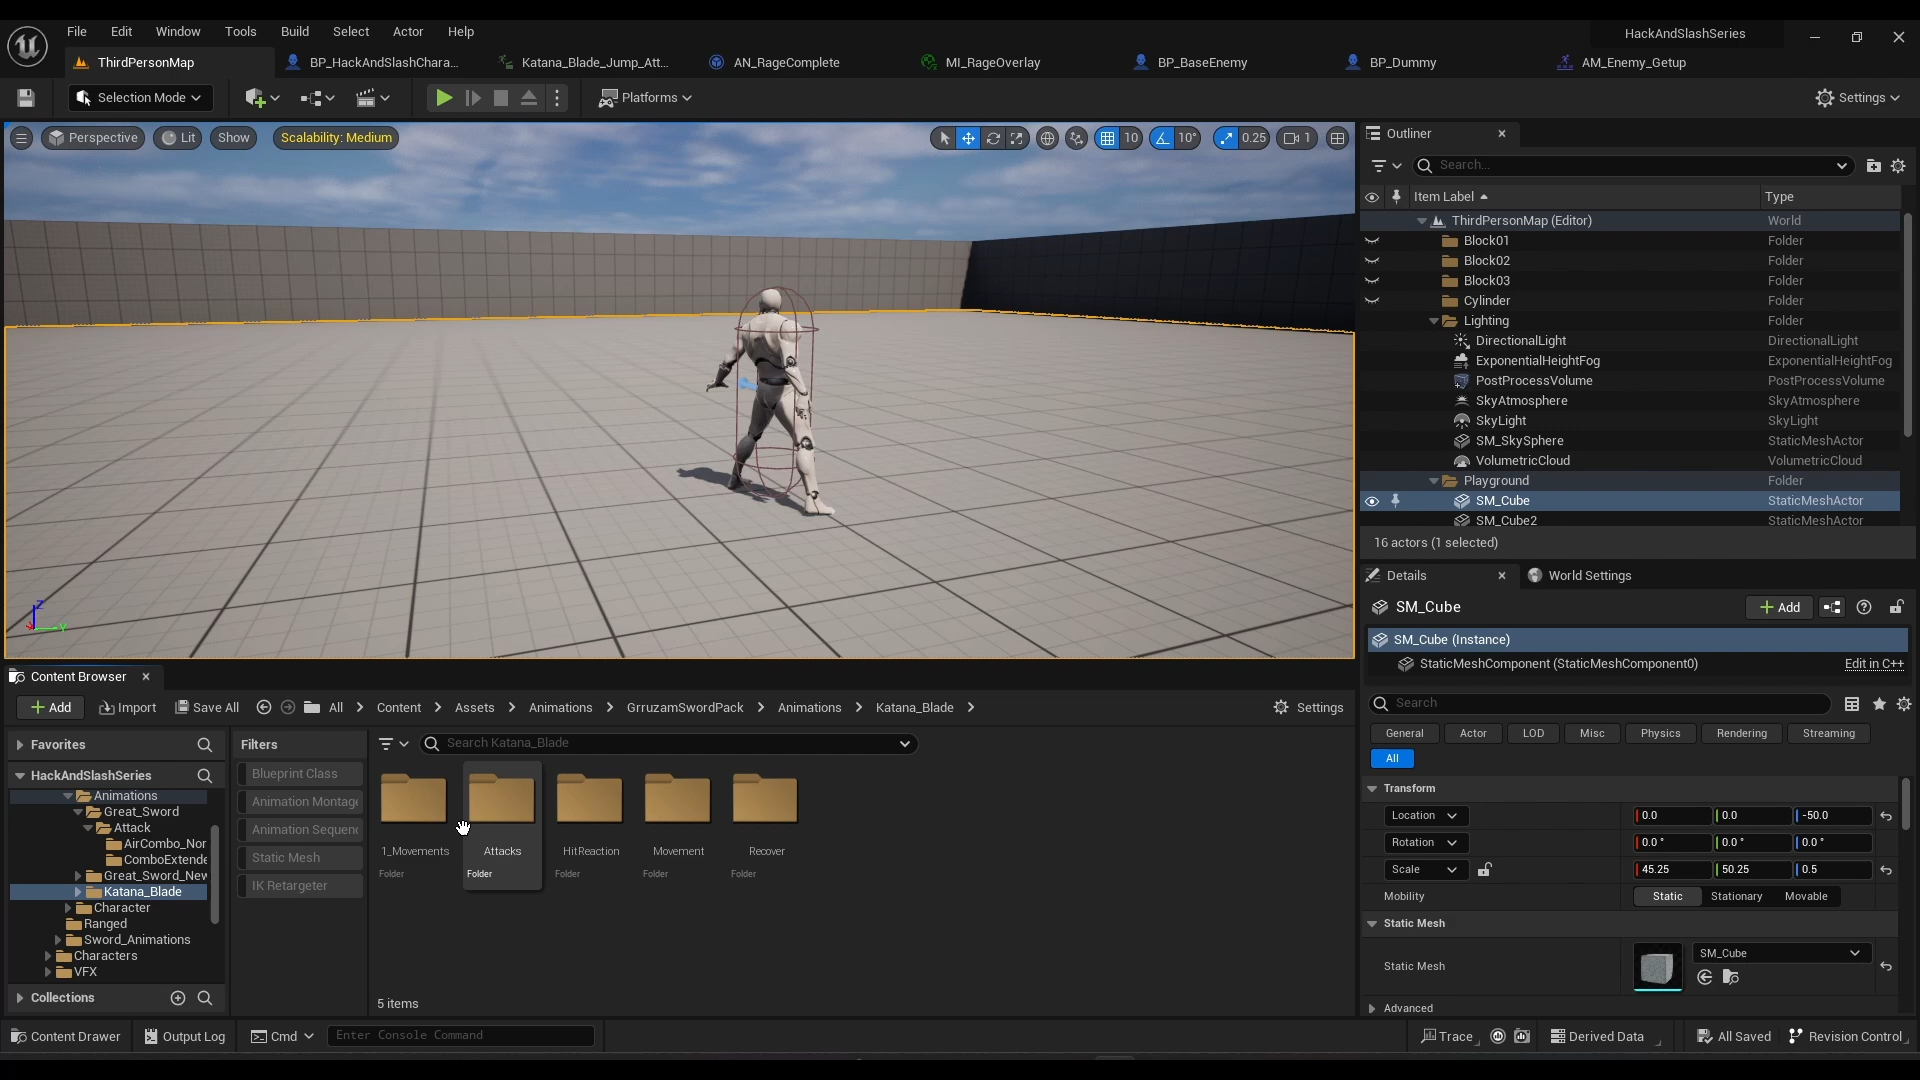 File Edit Window Tools Build Select Actor Help
HackAndSlashSeries
ThirdPersonMap BP_HackAndSlashChara... Katana_Blade_Jump_Att... AN_RageComplete MI_RageOverlay BP_BaseEnemy BP_Dummy AM_Enemy_Getup
Selection Mode Platforms Settings
Perspective Lit Show Scalability: Medium 10 10° 0.25 1
Outliner
Search...
Item Label Type
ThirdPersonMap (Editor) World
Block01 Folder
Block02 Folder
Block03 Folder
Cylinder Folder
Lighting Folder
DirectionalLight DirectionalLight
ExponentialHeightFog ExponentialHeightFog
PostProcessVolume PostProcessVolume
SkyAtmosphere SkyAtmosphere
SkyLight SkyLight
SM_SkySphere StaticMeshActor
VolumetricCloud VolumetricCloud
Playground Folder
SM_Cube StaticMeshActor
SM_Cube2 StaticMeshActor
16 actors (1 selected)
Z
Y
Details World Settings
SM_Cube Add
SM_Cube (Instance)
StaticMeshComponent (StaticMeshComponent0) Edit in C++
Search
General Actor LOD Misc Physics Rendering Streaming
All
Transform
Location 0.0 0.0 -50.0
Rotation 0.0° 0.0° 0.0°
Scale 45.25 50.25 0.5
Mobility Static Stationary Movable
Static Mesh
Static Mesh SM_Cube
Advanced
Content Browser
Add Import Save All All Content Assets Animations GrruzamSwordPack Animations Katana_Blade Settings
Favorites
HackAndSlashSeries
Animations
Great_Sword
Attack
AirCombo_Nor
ComboExtende
Great_Sword_New
Katana_Blade
Character
Ranged
Sword_Animations
Characters
VFX
Collections
Filters
Blueprint Class
Animation Montage
Animation Sequenc
Static Mesh
IK Retargeter
Search Katana_Blade
1_Movements Attacks HitReaction Movement Recover
Folder Folder Folder Folder Folder
5 items
Content Drawer Output Log Cmd Enter Console Command Trace Derived Data All Saved Revision Control